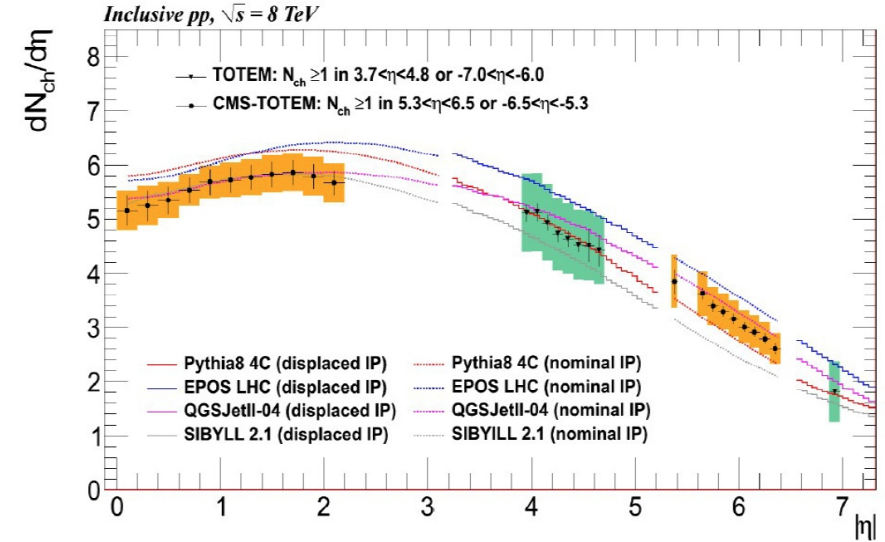 Inclusive pp, √s = 8 TeV
dN_ch/dη
8
7
6
5
4
3
2
1
0
TOTEM: N_ch ≥1 in 3.7<η<4.8 or -7.0<η<-6.0
CMS-TOTEM: N_ch ≥1 in 5.3<η<6.5 or -6.5<η<-5.3
Pythia8 4C (displaced IP)
EPOS LHC (displaced IP)
QGSJetII-04 (displaced IP)
SIBYLL 2.1 (displaced IP)
Pythia8 4C (nominal IP)
EPOS LHC (nominal IP)
QGSJetII-04 (nominal IP)
SIBYILL 2.1 (nominal IP)
0 1 2 3 4 5 6 7
|η|